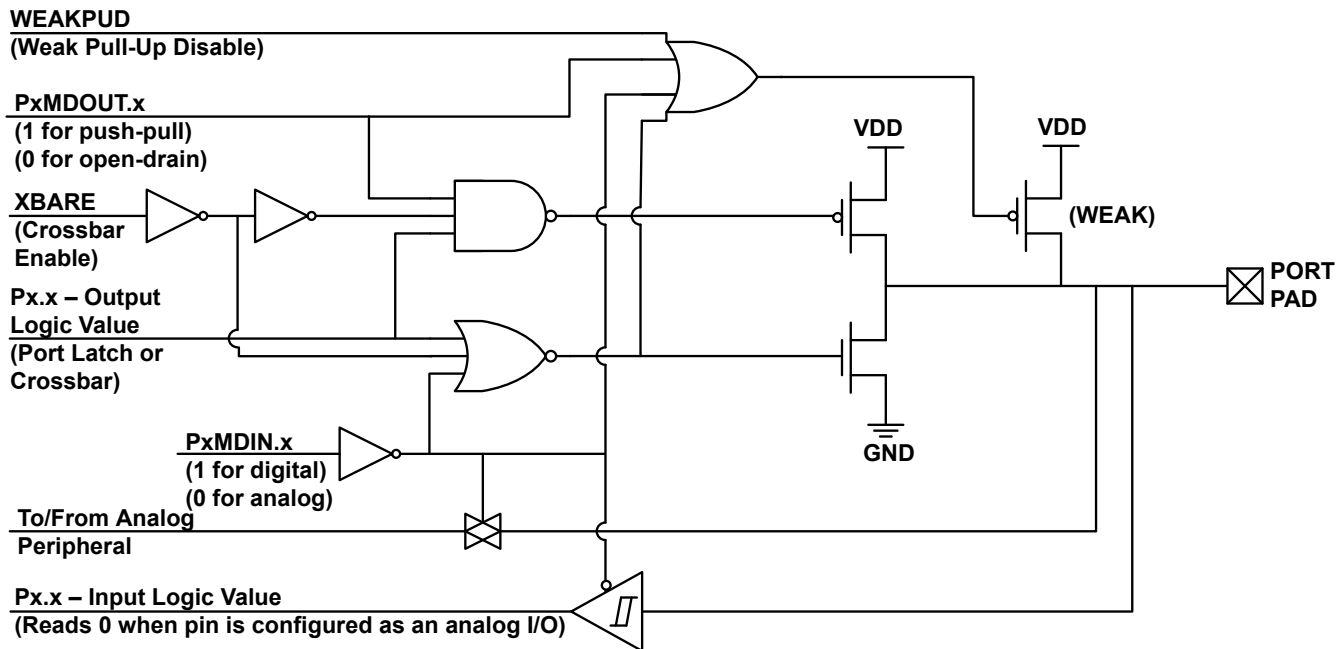 WEAKPUD
(Weak Pull-Up Disable)
PxMDOUT.x
(1 for push-pull)
(0 for open-drain)
XBARE
(Crossbar
Enable)
Px.x – Output
Logic Value
(Port Latch or
Crossbar)
PxMDIN.x
(1 for digital)
(0 for analog)
To/From Analog
Peripheral
Px.x – Input Logic Value
(Reads 0 when pin is configured as an analog I/O)
VDD
VDD
(WEAK)
PORT
PAD
GND